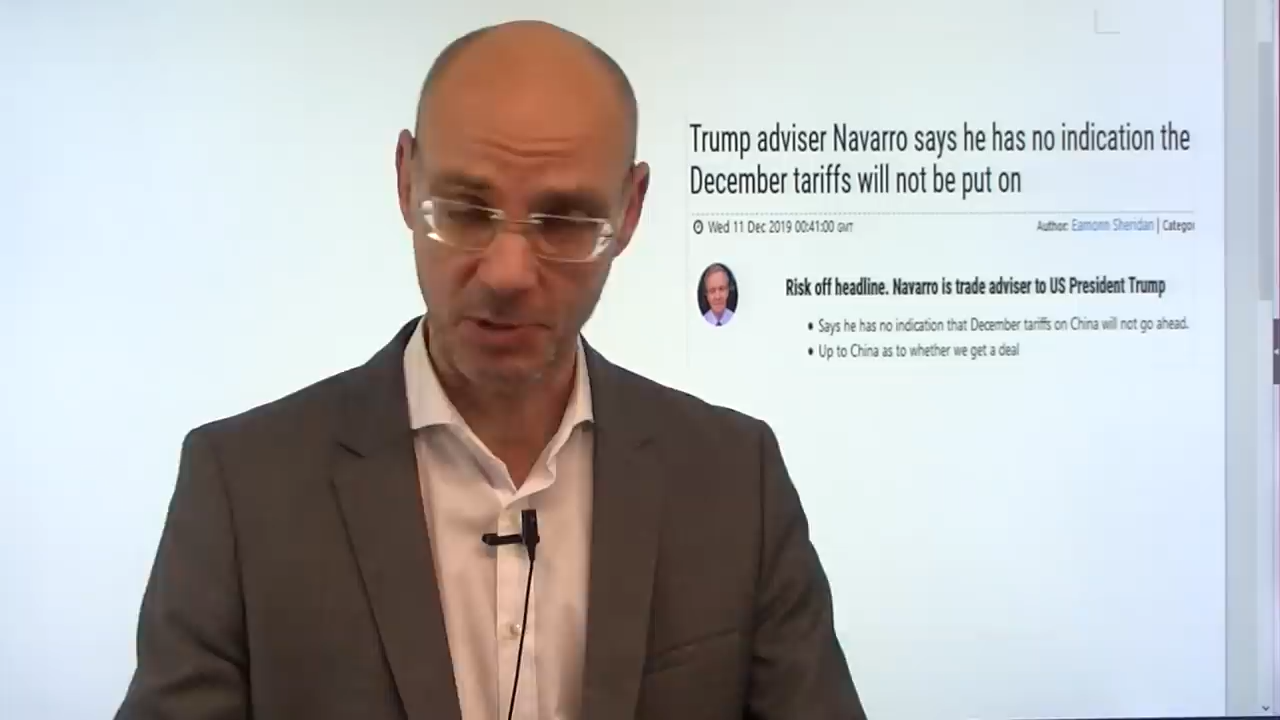 Trump adviser Navarro says he has no indication the
December tariffs will not be put on
Wed 11 Dec 2019 00:41:00 GMT
Author: Eamonn Sheridan | Categor
Risk off headline. Navarro is trade adviser to US President Trump
• Says he has no indication that December tariffs on China will not go ahead.
• Up to China as to whether we get a deal